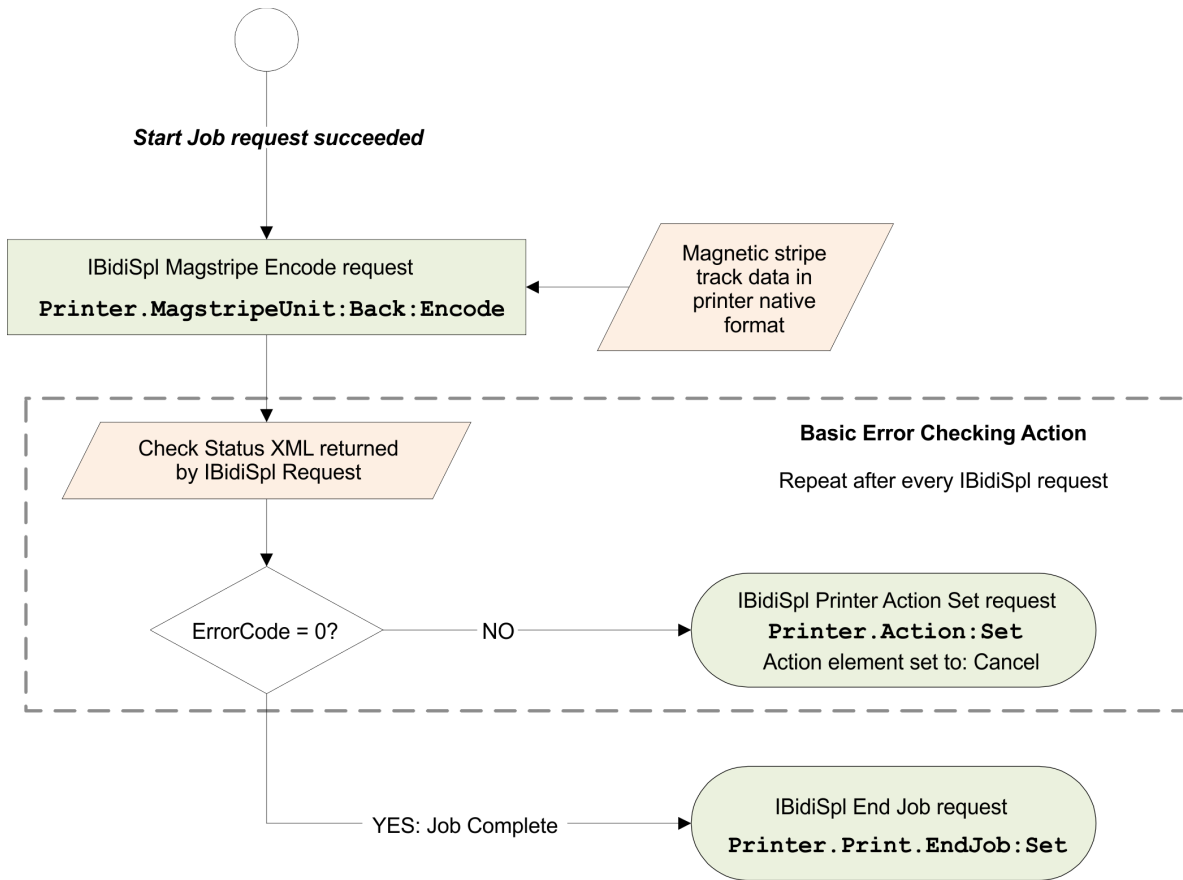 Start Job request succeeded
IBidiSpl Magstripe Encode request
Printer.MagstripeUnit:Back:Encode
Magnetic stripe
track data in
printer native
format
Check Status XML returned
by IBidiSpl Request
Basic Error Checking Action
Repeat after every IBidiSpl request
ErrorCode = 0?
NO
IBidiSpl Printer Action Set request
Printer.Action:Set
Action element set to: Cancel
YES: Job Complete
IBidiSpl End Job request
Printer.Print.EndJob:Set